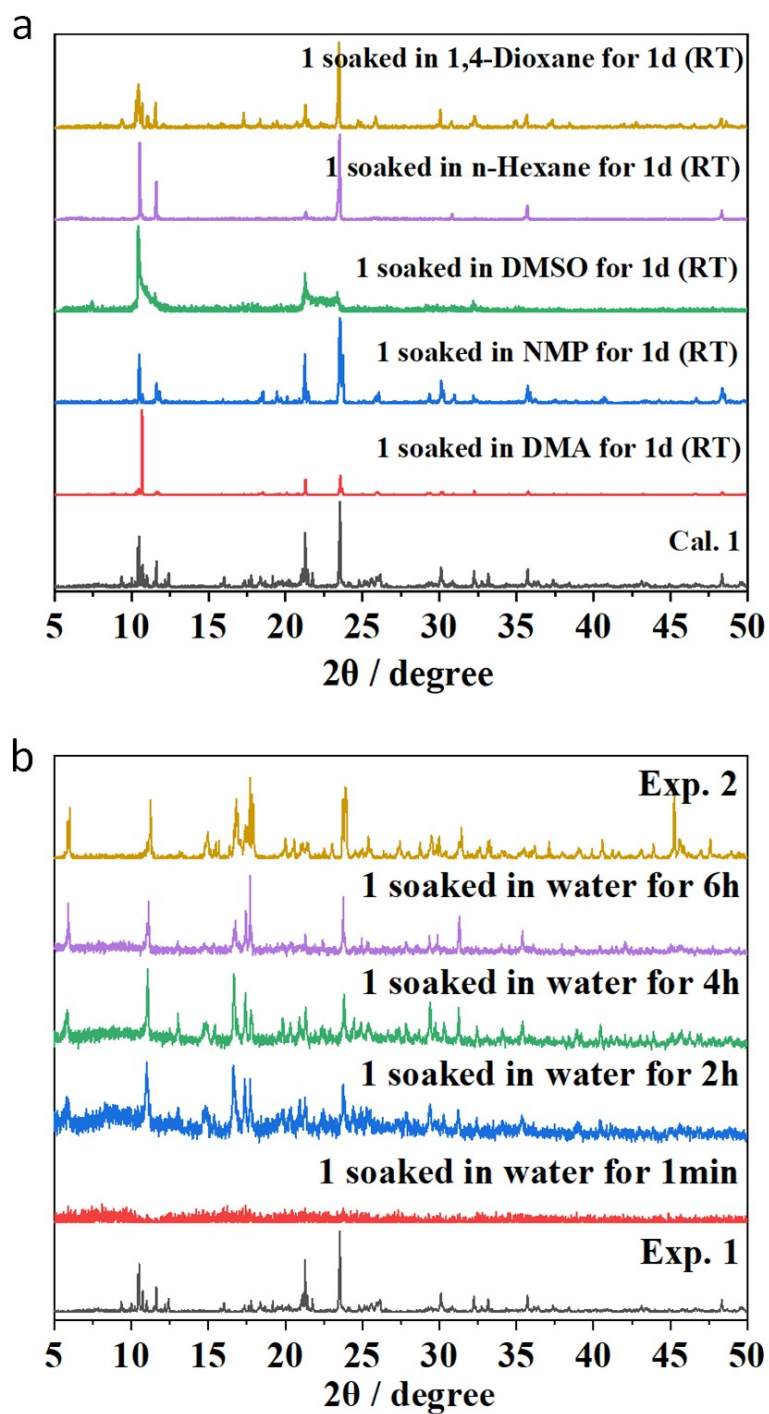 a
1 soaked in 1,4-Dioxane for 1d (RT)
1 soaked in n-Hexane for 1d (RT)
1 soaked in DMSO for 1d (RT)
1 soaked in NMP for 1d (RT)
1 soaked in DMA for 1d (RT)
Cal. 1
5 10 15 20 25 30 35 40 45 50
2θ / degree
b
Exp. 2
1 soaked in water for 6h
1 soaked in water for 4h
1 soaked in water for 2h
1 soaked in water for 1min
Exp. 1
5 10 15 20 25 30 35 40 45 50
2θ / degree